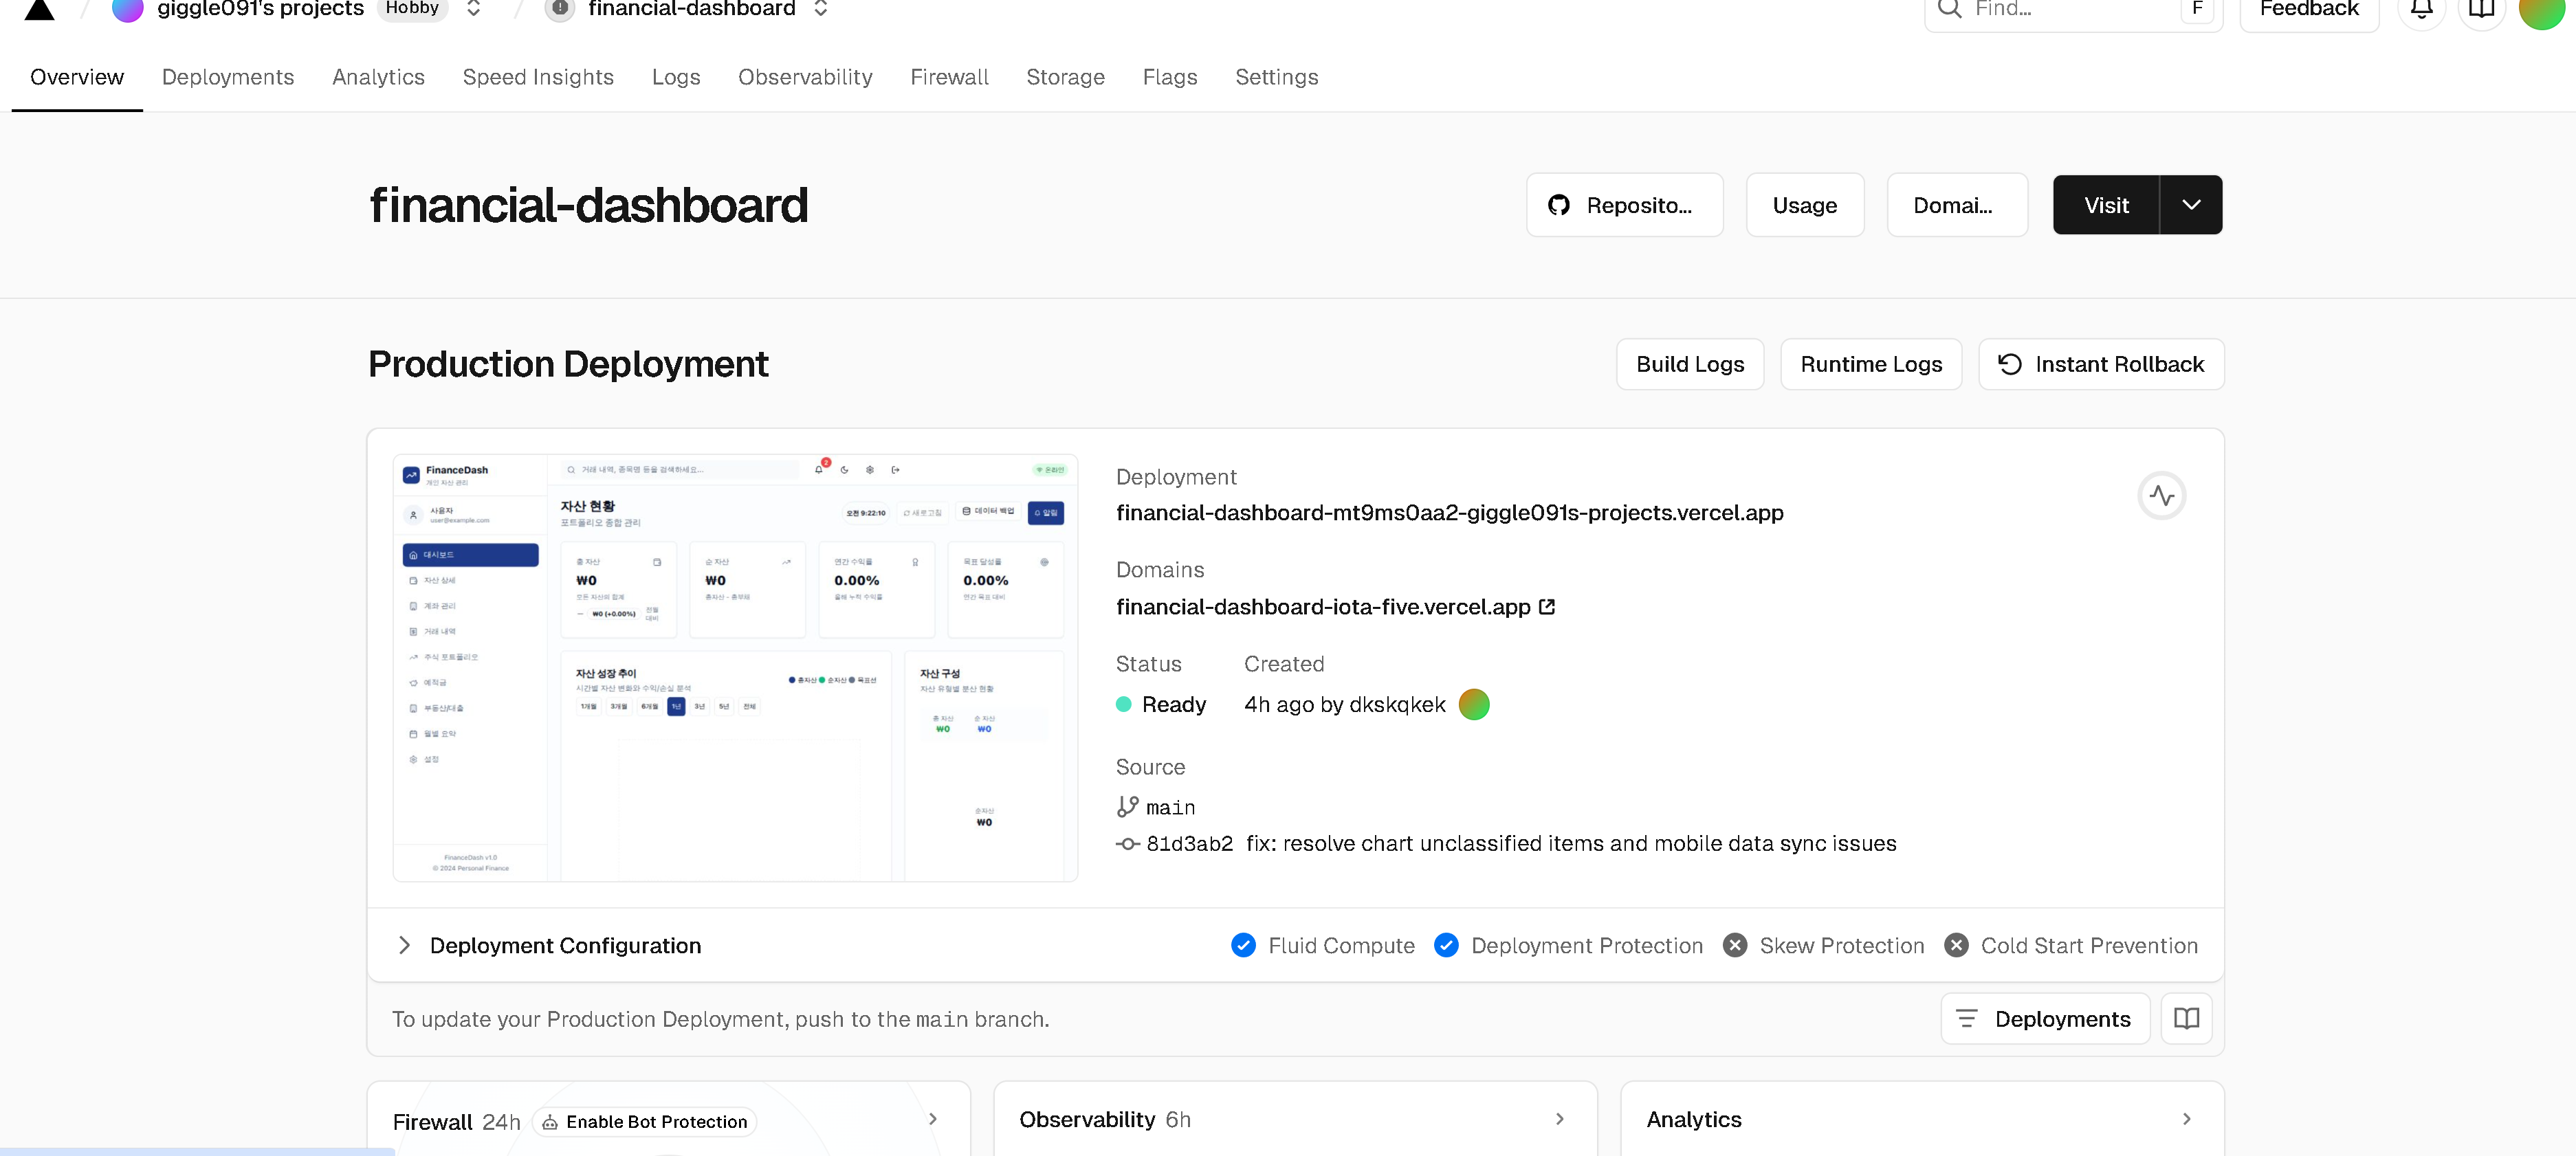 giggle091's projects Hobby financial-dashboard Find... F Feedback
Overview Deployments Analytics Speed Insights Logs Observability Firewall Storage Flags Settings
financial-dashboard Reposito... Usage Domai... Visit
Production Deployment Build Logs Runtime Logs Instant Rollback
FinanceDash
개인 자산 관리
거래 내역, 종목명 등을 검색하세요...
2
온라인
사용자
user@example.com
자산 현황
포트폴리오 종합 관리
오전 9:22:10 새로고침 데이터 백업 알림
대시보드
자산 상세
계좌 관리
거래 내역
주식 포트폴리오
예적금
부동산/대출
월별 요약
설정
총 자산
₩0
모든 자산의 합계
₩0 (+0.00%) 전월 대비
순 자산
₩0
총자산 - 총부채
연간 수익률
0.00%
올해 누적 수익률
목표 달성률
0.00%
연간 목표 대비
자산 성장 추이
시간별 자산 변화와 수익/손실 분석
총자산 순자산 목표선
1개월 3개월 6개월 1년 3년 5년 전체
자산 구성
자산 유형별 분산 현황
총 자산 순 자산
₩0 ₩0
순자산
₩0
FinanceDash v1.0
© 2024 Personal Finance
Deployment
financial-dashboard-mt9ms0aa2-giggle091s-projects.vercel.app
Domains
financial-dashboard-iota-five.vercel.app
Status Created
Ready 4h ago by dkskqkek
Source
main
81d3ab2 fix: resolve chart unclassified items and mobile data sync issues
Deployment Configuration Fluid Compute Deployment Protection Skew Protection Cold Start Prevention
To update your Production Deployment, push to the main branch. Deployments
Firewall 24h Enable Bot Protection
Observability 6h
Analytics